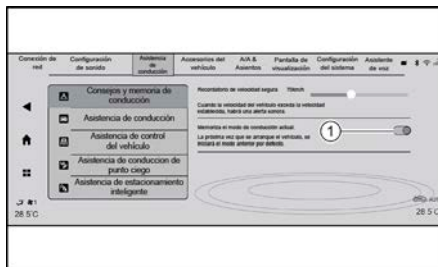 Conexión de red
Configuración de sonido
Asistencia de conducción
Accesorios del vehículo
A/A & Asientos
Pantalla de visualización
Configuración del sistema
Asistente de voz
Consejos y memoria de conducción
Asistencia de conducción
Asistencia de control del vehículo
Asistencia de conduccion de punto ciego
Asistencia de estacionamiento inteligente
Recordatorio de velocidad segura 70km/h
Cuando la velocidad del vehículo exceda la velocidad
establecida, habrá una alerta sonora.
Memoriza el modo de conducción actual.
La próxima vez que se arranque el vehículo, se
iniciará el modo anterior por defecto.
1
28 5°C
28 5°C